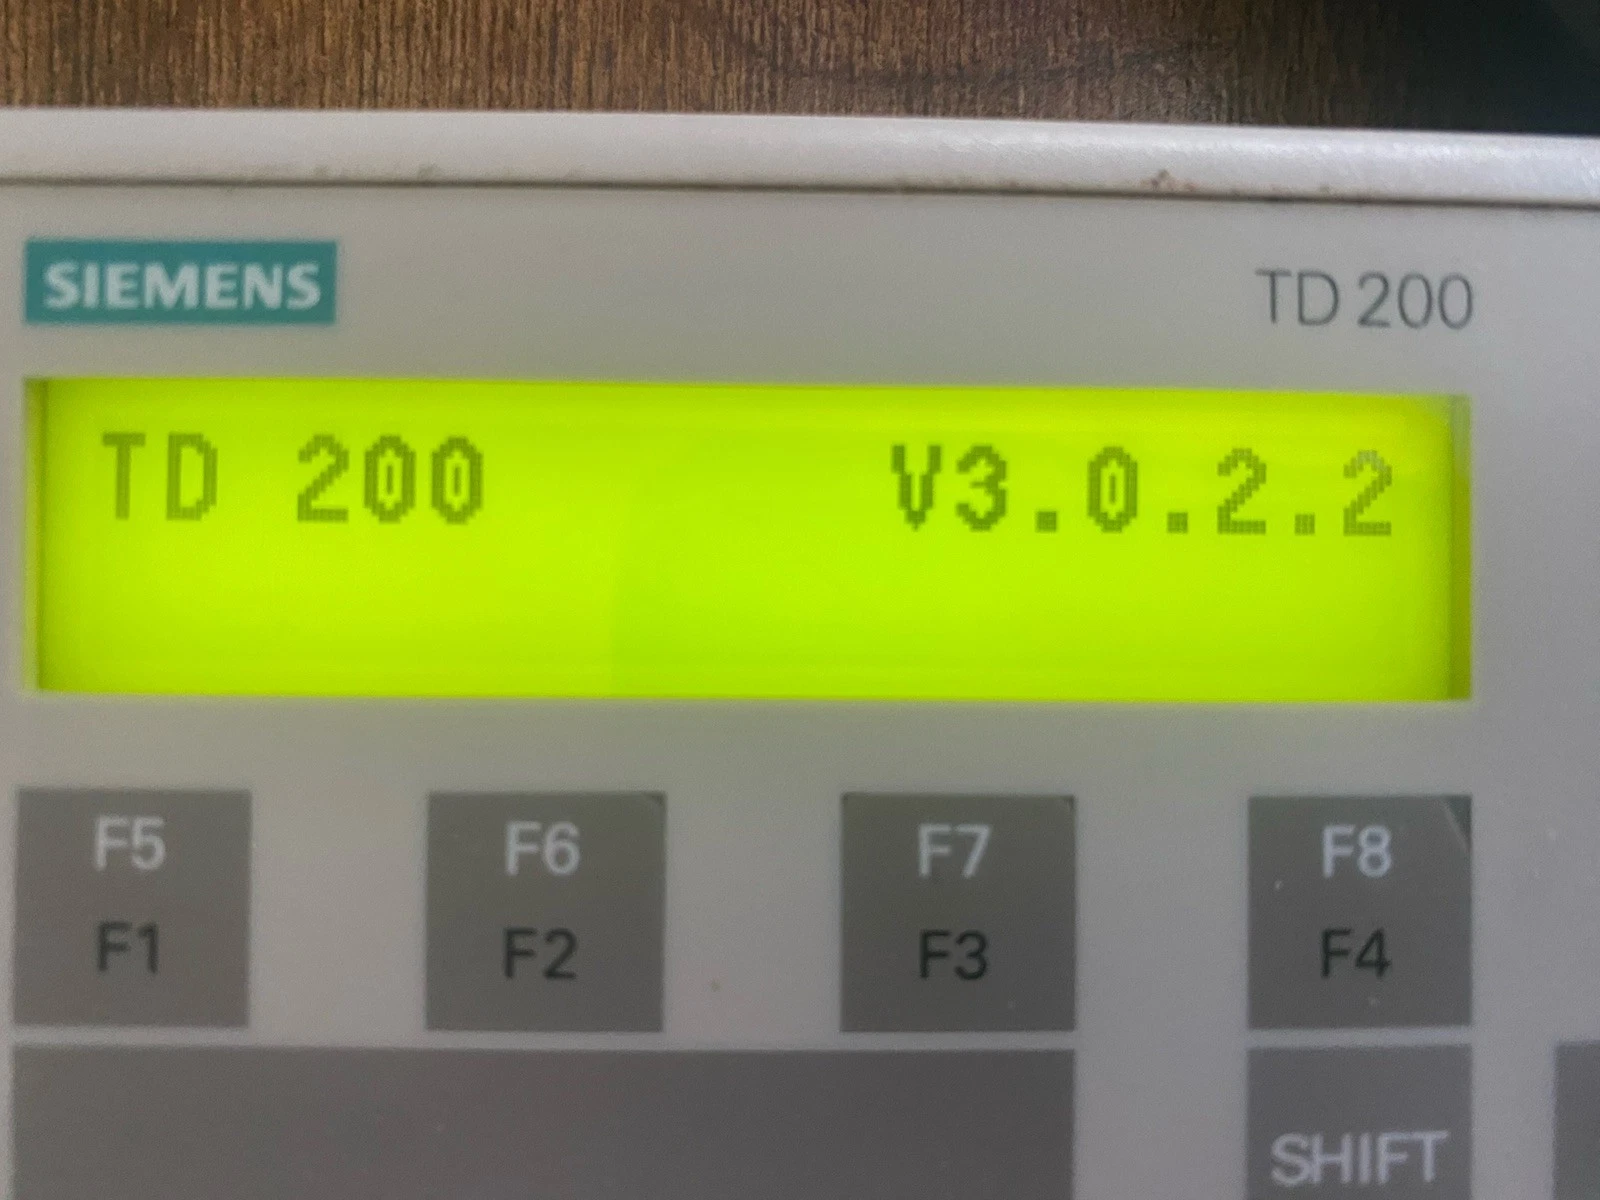 SIEMENS TD 200
TD 200 V3.0.2.2
F5 F6 F7 F8
F1 F2 F3 F4
SHIFT